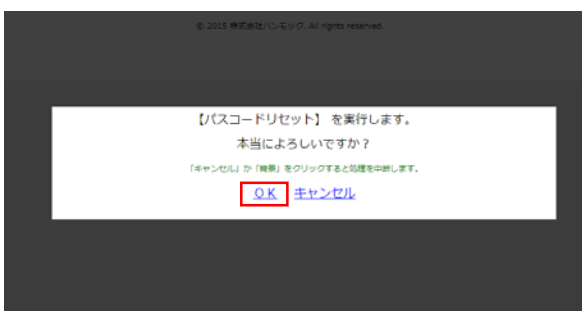 © 2015 株式会社ハンモック. All rights reserved.
【パスコードリセット】 を実行します。
本当によろしいですか？
「キャンセル」か「背景」をクリックすると処理を中断します。
ＯＫ キャンセル